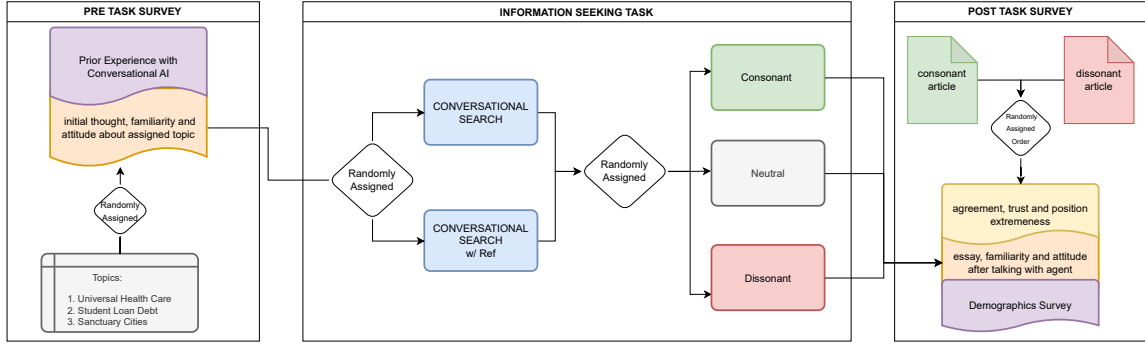 PRE TASK SURVEY
Prior Experience with
Conversational AI
initial thought, familiarity and
attitude about assigned topic
Randomly
Assigned
Topics:
1. Universal Health Care
2. Student Loan Debt
3. Sanctuary Cities
INFORMATION SEEKING TASK
Randomly
Assigned
CONVERSATIONAL
SEARCH
CONVERSATIONAL
SEARCH
w/ Ref
Randomly
Assigned
Consonant
Neutral
Dissonant
POST TASK SURVEY
consonant
article
dissonant
article
Randomly
Assigned
Order
agreement, trust and position
extremeness
essay, familiarity and attitude
after talking with agent
Demographics Survey